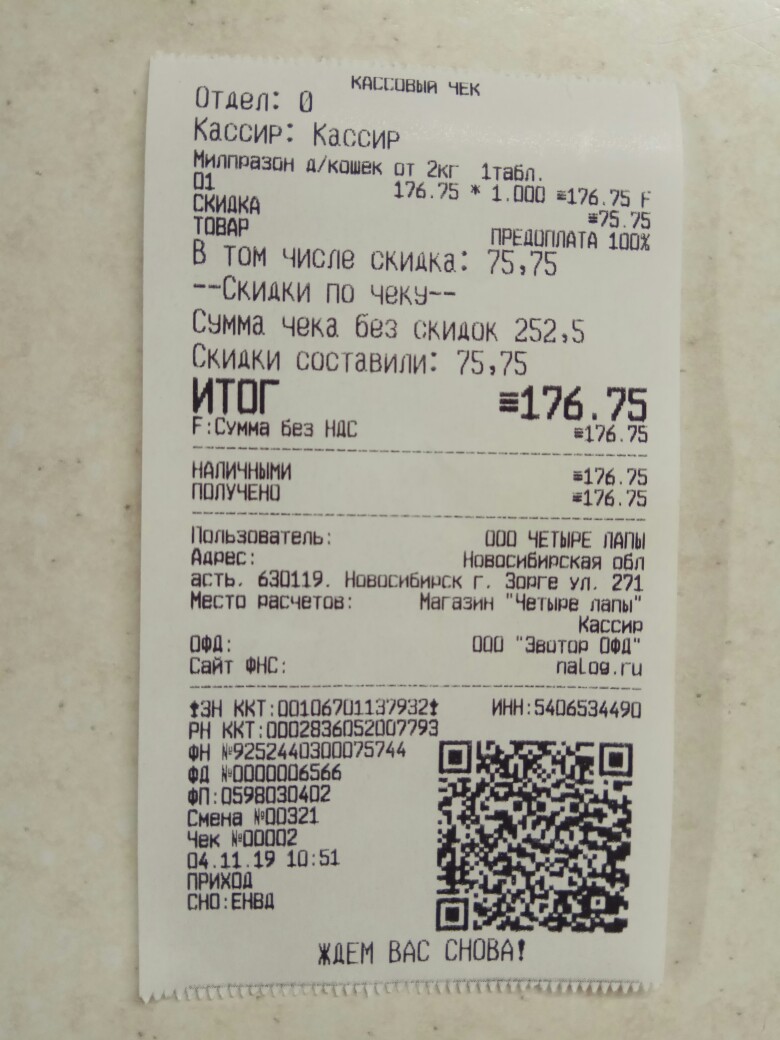 КАССОВЫЙ ЧЕК
Отдел: 0
Кассир: Кассир
Милпразон д/кошек от 2кг 1табл.
01 176.75 * 1.000 ≡176.75 F
СКИДКА ≡75.75
ТОВАР ПРЕДОПЛАТА 100%
В том числе скидка: 75,75
--Скидки по чеку--
Сумма чека без скидок 252,5
Скидки составили: 75,75
ИТОГ ≡176.75
F:Сумма без НДС ≡176.75
НАЛИЧНЫМИ ≡176.75
ПОЛУЧЕНО ≡176.75
Пользователь: ООО ЧЕТЫРЕ ЛАПЫ
Адрес: Новосибирская обл
асть. 630119. Новосибирск г. Зорге ул. 271
Место расчетов: Магазин "Четыре лапы"
Кассир
ОФД: ООО "Эвотор ОФД"
Сайт ФНС: nalog.ru
ЗН ККТ:00106701137932 ИНН:5406534490
РН ККТ:0002836052007793
ФН №9252440300075744
ФД №0000006566
ФП:0598030402
Смена №00321
Чек №00002
04.11.19 10:51
ПРИХОД
СНО:ЕНВД
ЖДЕМ ВАС СНОВА!